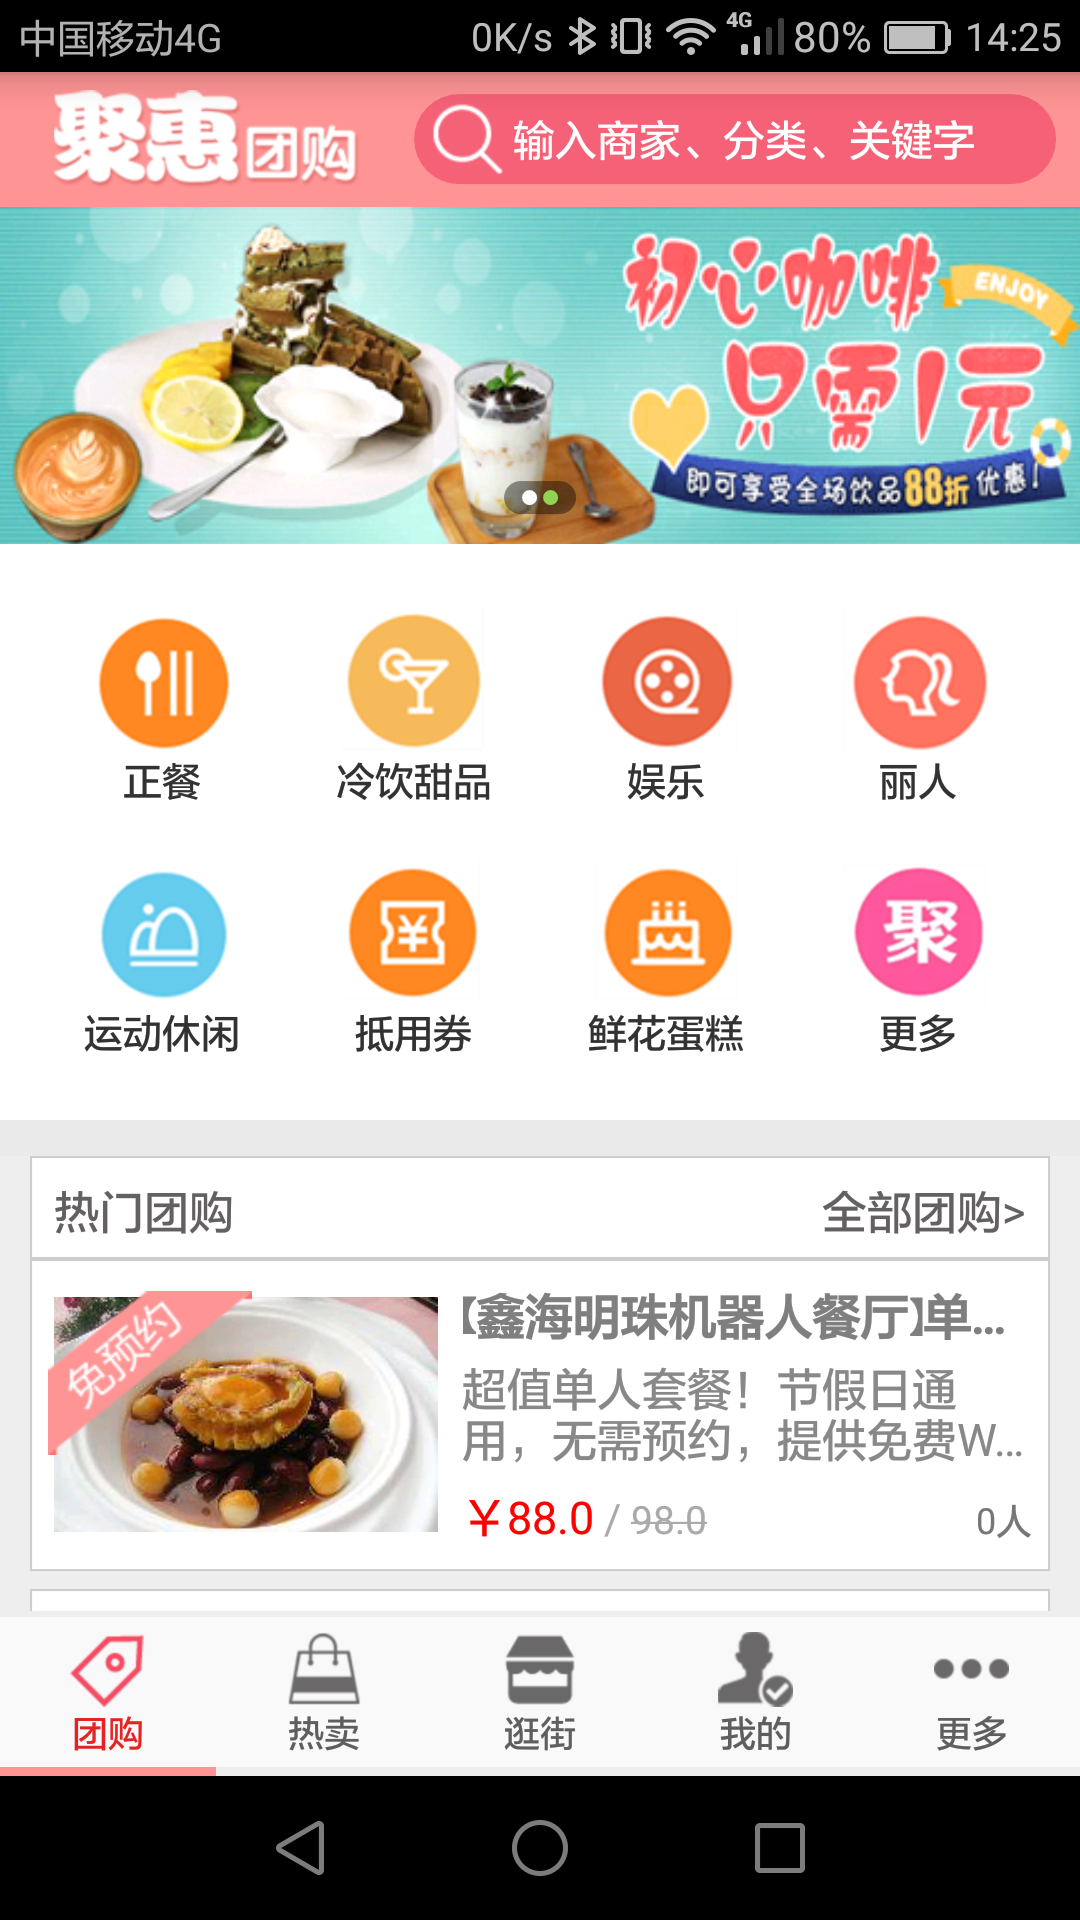 中国移动4G 0K/s 4G 80% 14:25
聚惠团购 输入商家、分类、关键字
初心咖啡 ENJOY
只需1元
即可享受全场饮品88折优惠!
正餐 冷饮甜品 娱乐 丽人
¥ 聚
运动休闲 抵用券 鲜花蛋糕 更多
热门团购 全部团购>
免预约
【鑫海明珠机器人餐厅】单...
超值单人套餐！节假日通
用，无需预约，提供免费W...
￥88.0 / 98.0 0人
团购 热卖 逛街 我的 更多